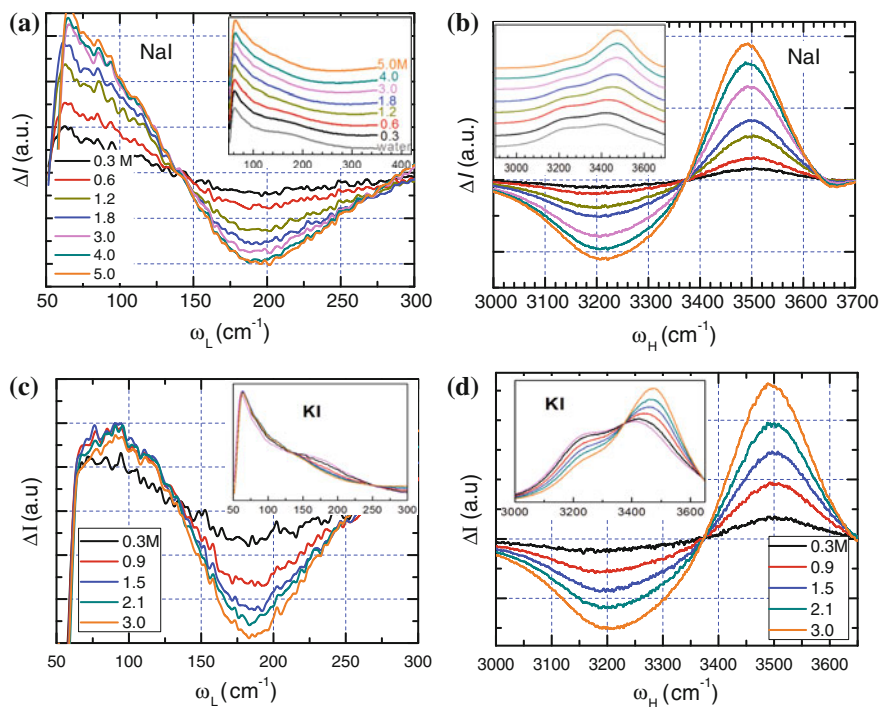 (a)
NaI
ΔI (a.u.)
0.3 M
0.6
1.2
1.8
3.0
4.0
5.0
5.0M
4.0
3.0
1.8
1.2
0.6
0.3
water
100 200 300 400
50 100 150 200 250 300
ωL(cm-1)
(b)
NaI
ΔI (a.u.)
3000 3200 3400 3600
3000 3100 3200 3300 3400 3500 3600 3700
ωH (cm-1)
(c)
KI
ΔI (a.u)
0.3M
0.9
1.5
2.1
3.0
50 100 150 200 250 300
50 100 150 200 250 300
ωL(cm-1)
(d)
KI
ΔI (a.u.)
3000 3200 3400 3600
0.3M
0.9
1.5
2.1
3.0
3000 3100 3200 3300 3400 3500 3600
ωH (cm-1)